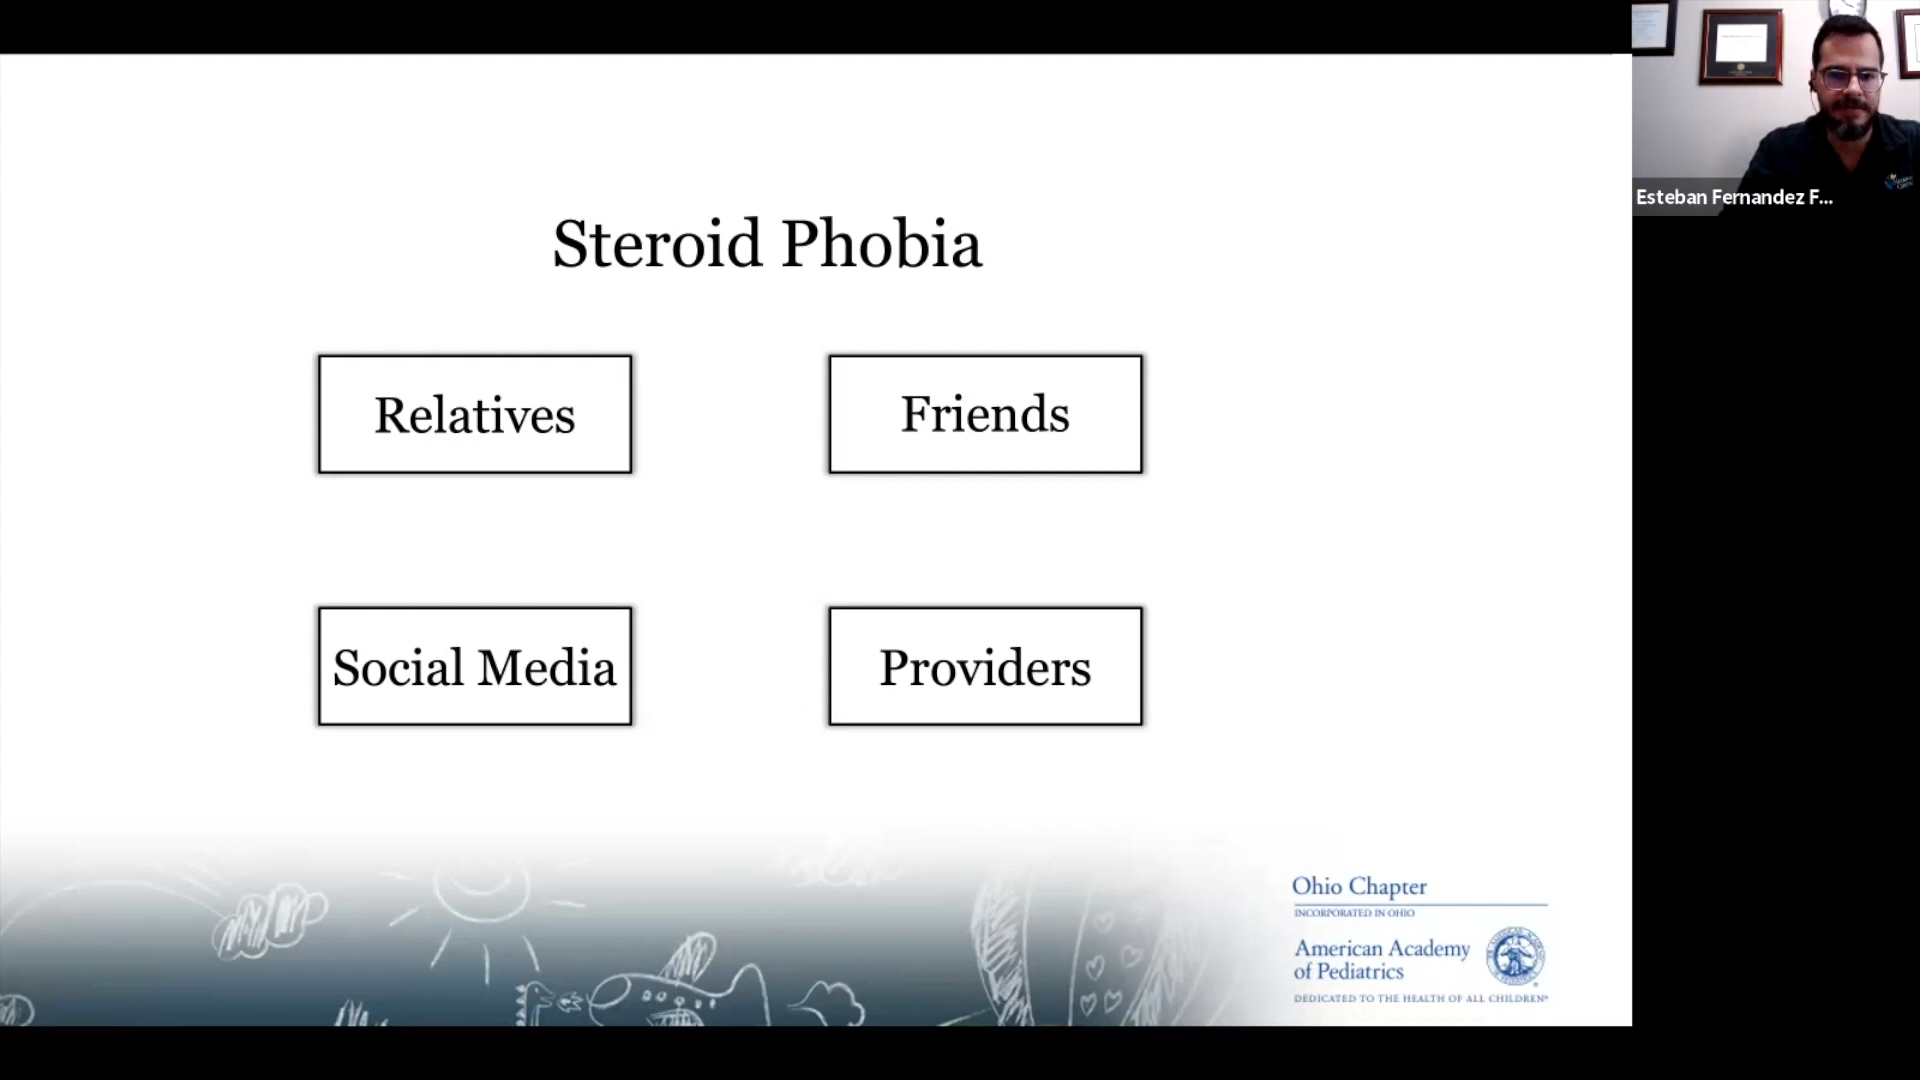 Steroid Phobia
Relatives
Friends
Social Media
Providers
Ohio Chapter
INCORPORATED IN OHIO
American Academy
of Pediatrics
DEDICATED TO THE HEALTH OF ALL CHILDREN®
Esteban Fernandez F...